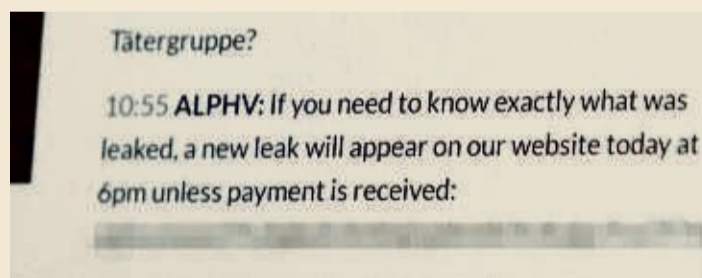 Tätergruppe?
10:55 ALPHV: If you need to know exactly what was
leaked, a new leak will appear on our website today at
6pm unless payment is received: